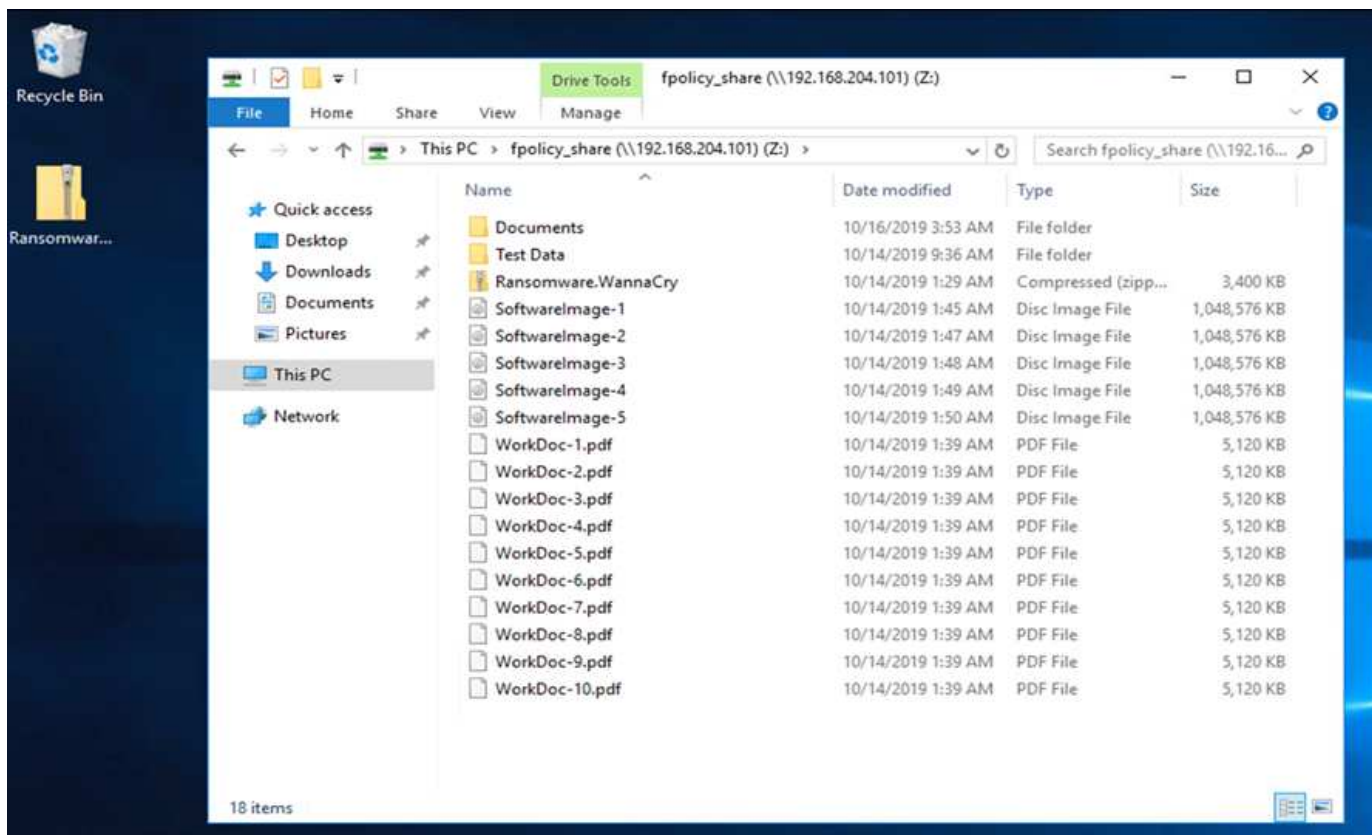 Recycle Bin
Ransomwar...
Drive Tools
fpolicy_share (\\192.168.204.101) (Z:)
File
Home
Share
View
Manage
This PC > fpolicy_share (\\192.168.204.101) (Z:) >
Search fpolicy_share (\\192.16...
Quick access
Desktop
Downloads
Documents
Pictures
This PC
Network
Name Date modified Type Size
Documents 10/16/2019 3:53 AM File folder
Test Data 10/14/2019 9:36 AM File folder
Ransomware.WannaCry 10/14/2019 1:29 AM Compressed (zipp... 3,400 KB
SoftwareImage-1 10/14/2019 1:45 AM Disc Image File 1,048,576 KB
SoftwareImage-2 10/14/2019 1:47 AM Disc Image File 1,048,576 KB
SoftwareImage-3 10/14/2019 1:48 AM Disc Image File 1,048,576 KB
SoftwareImage-4 10/14/2019 1:49 AM Disc Image File 1,048,576 KB
SoftwareImage-5 10/14/2019 1:50 AM Disc Image File 1,048,576 KB
WorkDoc-1.pdf 10/14/2019 1:39 AM PDF File 5,120 KB
WorkDoc-2.pdf 10/14/2019 1:39 AM PDF File 5,120 KB
WorkDoc-3.pdf 10/14/2019 1:39 AM PDF File 5,120 KB
WorkDoc-4.pdf 10/14/2019 1:39 AM PDF File 5,120 KB
WorkDoc-5.pdf 10/14/2019 1:39 AM PDF File 5,120 KB
WorkDoc-6.pdf 10/14/2019 1:39 AM PDF File 5,120 KB
WorkDoc-7.pdf 10/14/2019 1:39 AM PDF File 5,120 KB
WorkDoc-8.pdf 10/14/2019 1:39 AM PDF File 5,120 KB
WorkDoc-9.pdf 10/14/2019 1:39 AM PDF File 5,120 KB
WorkDoc-10.pdf 10/14/2019 1:39 AM PDF File 5,120 KB
18 items